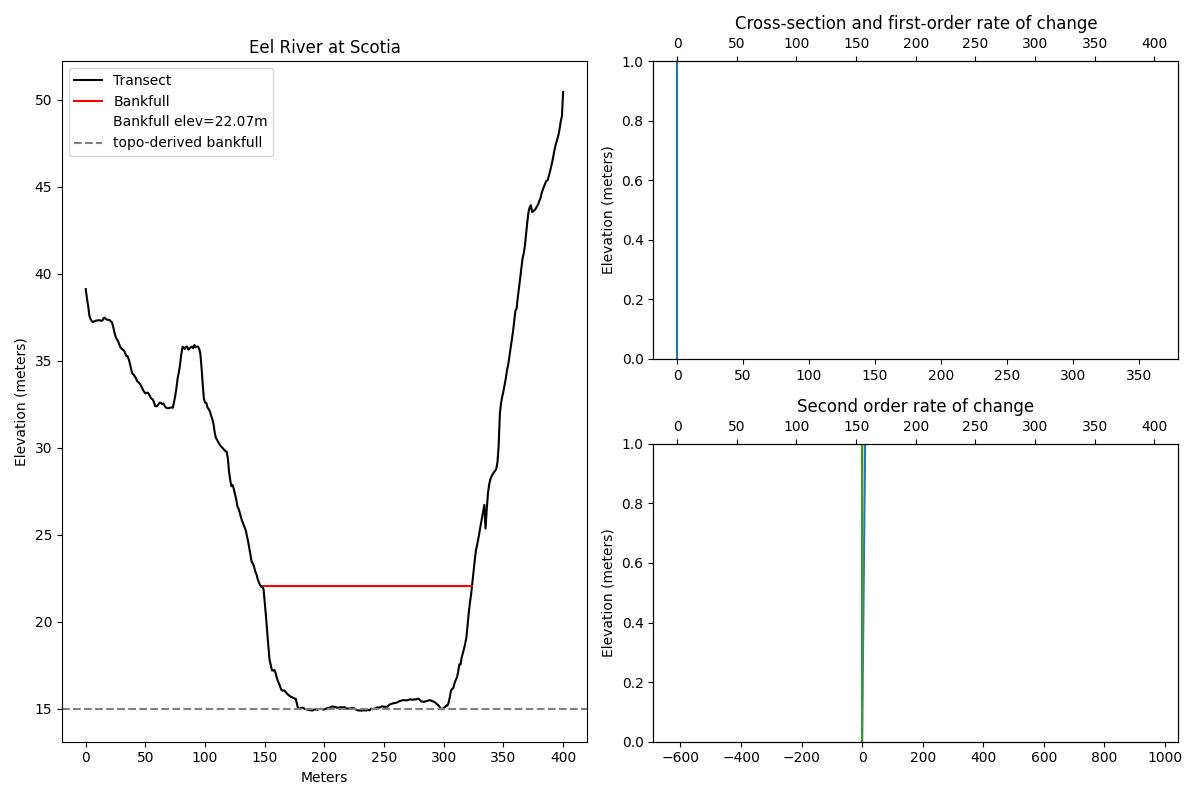 Eel River at Scotia
Transect
Bankfull
Bankfull elev=22.07m
topo-derived bankfull
50
45
40
35
30
25
20
15
Elevation (meters)
0 50 100 150 200 250 300 350 400
Meters
Cross-section and first-order rate of change
0 50 100 150 200 250 300 350 400
1.0
0.8
0.6
0.4
0.2
0.0
Elevation (meters)
0 50 100 150 200 250 300 350
Second order rate of change
0 50 100 150 200 250 300 350 400
1.0
0.8
0.6
0.4
0.2
0.0
Elevation (meters)
−600 −400 −200 0 200 400 600 800 1000